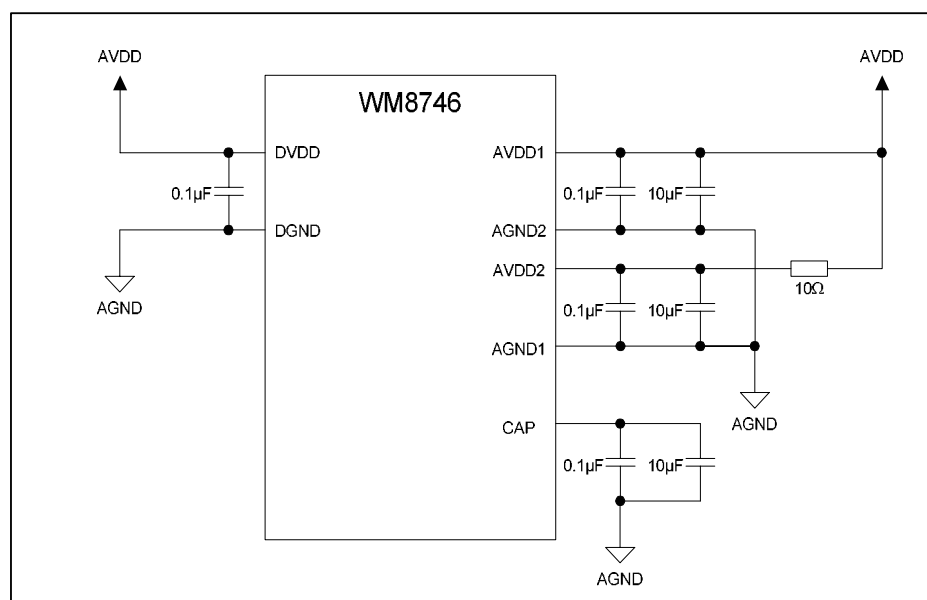 AVDD
AVDD
WM8746
DVDD
AVDD1
0.1µF
0.1µF
10µF
DGND
AGND2
AVDD2
10Ω
AGND
0.1µF
10µF
AGND1
AGND
CAP
0.1µF
10µF
AGND